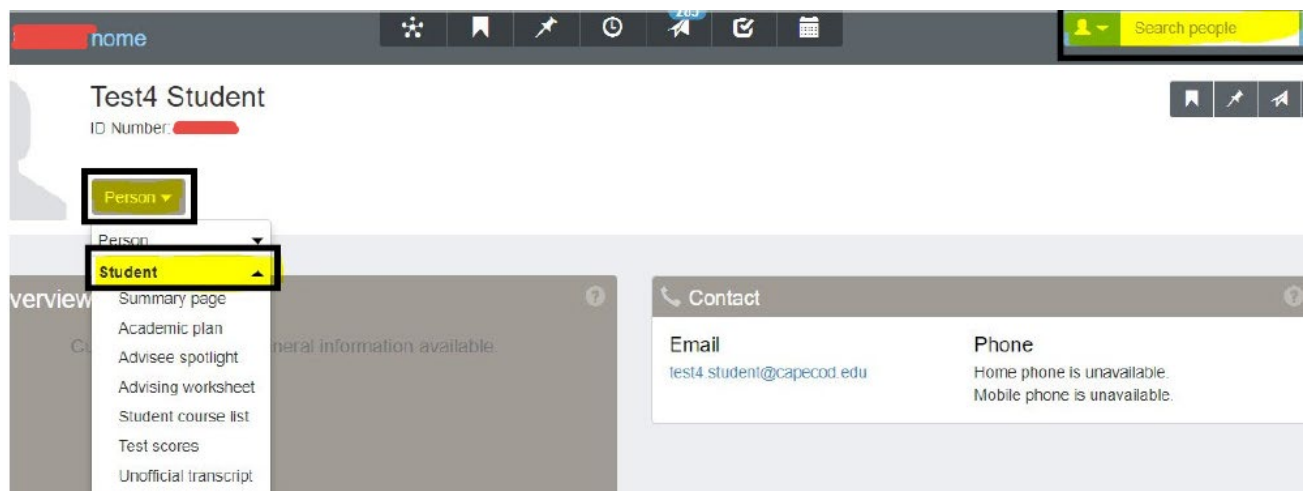 home
285
Search people
Test4 Student
ID Number:
Person
Person
Student
verview
Summary page
Academic plan
Advisee spotlight
Advising worksheet
Student course list
Test scores
Unofficial transcript
neral information available.
Contact
Email
Phone
test4.student@capecod.edu
Home phone is unavailable.
Mobile phone is unavailable.